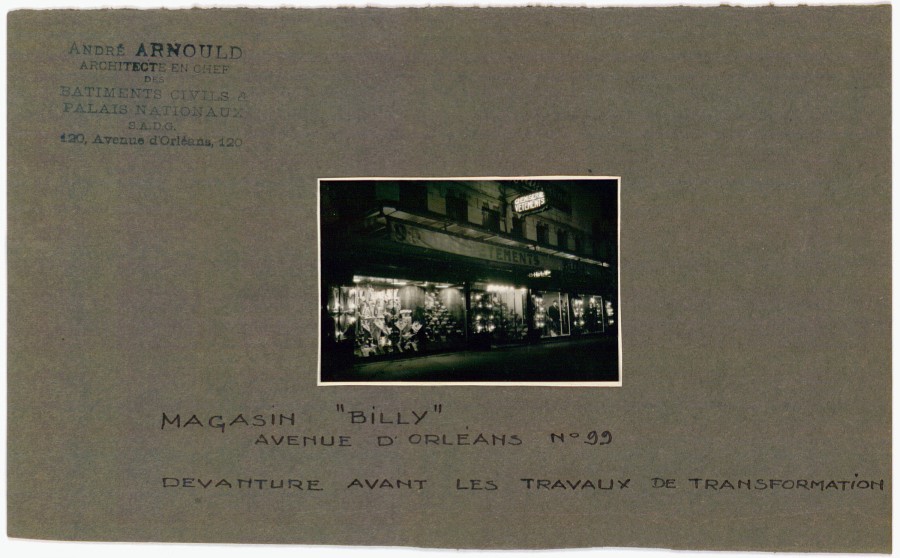 ANDRÉ ARNOULD
ARCHITECTE EN CHEF
DES
BATIMENTS CIVILS &
PALAIS NATIONAUX
S.A.D.G.
120, Avenue d'Orléans, 120
VÊTEMENTS
VÊTEMENTS
MAGASIN "BILLY"
AVENUE D'ORLÉANS N° 99
DEVANTURE AVANT LES TRAVAUX DE TRANSFORMATION